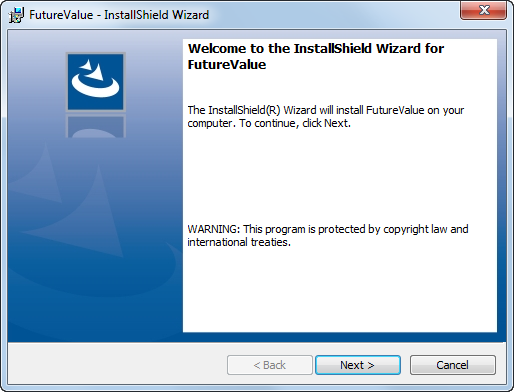 FutureValue - InstallShield Wizard
Welcome to the InstallShield Wizard for
FutureValue
The InstallShield(R) Wizard will install FutureValue on your
computer. To continue, click Next.
WARNING: This program is protected by copyright law and
international treaties.
< Back
Next >
Cancel